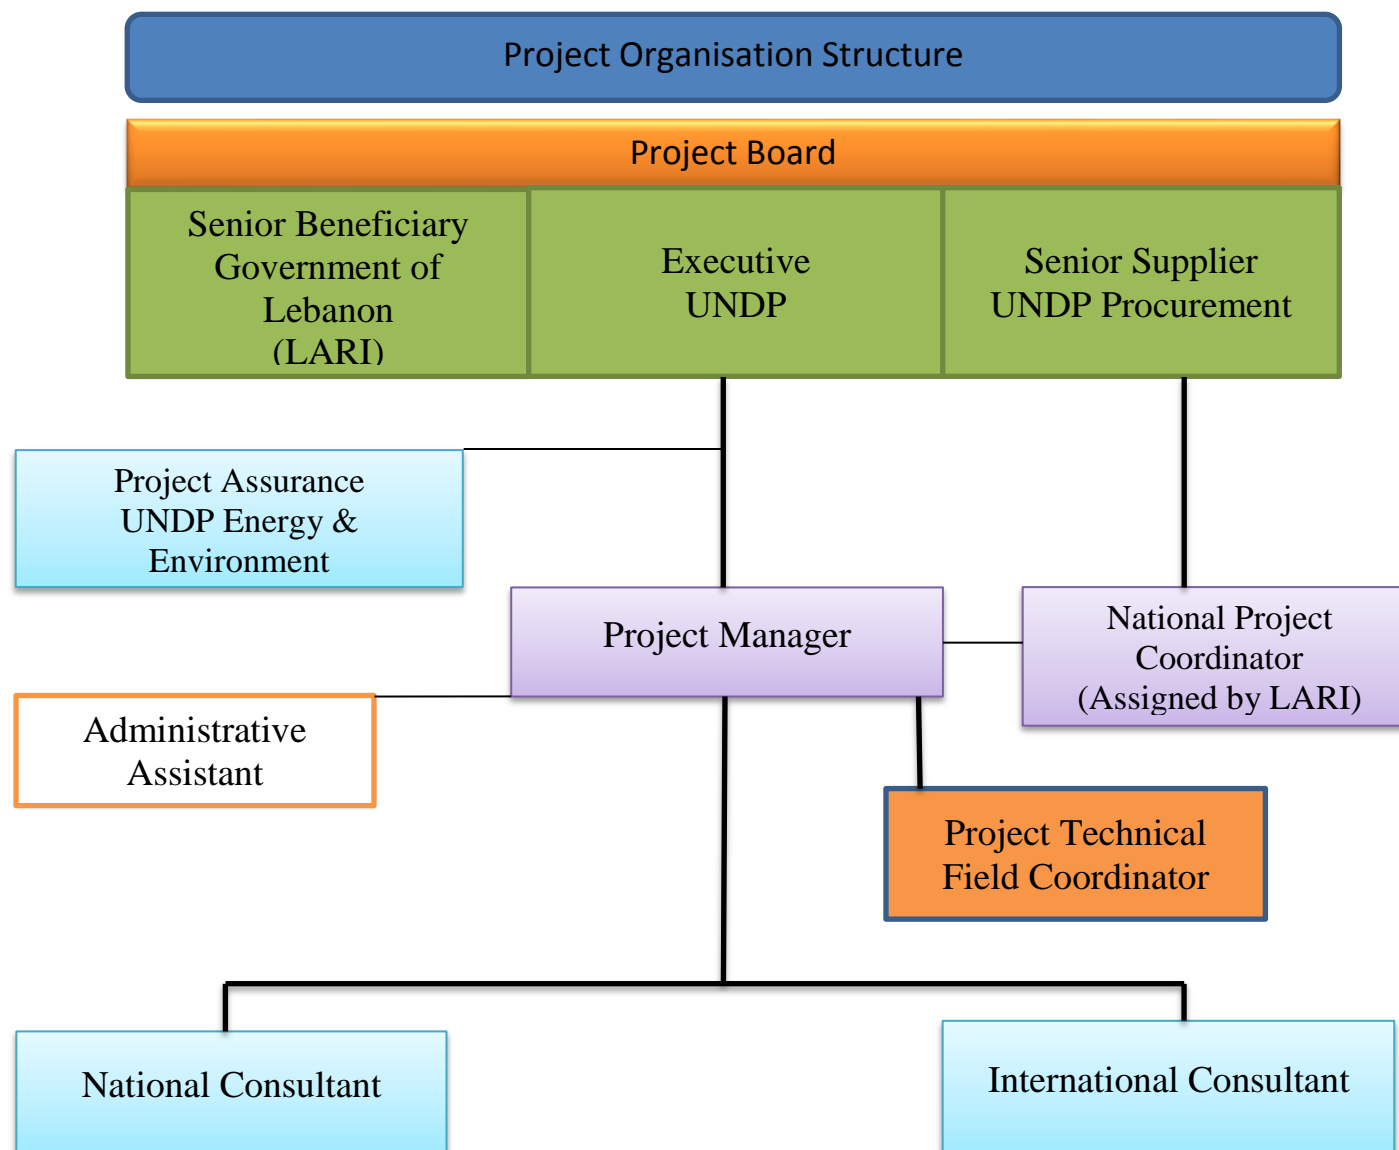 Project Organisation Structure
Project Board
Senior Beneficiary
Government of
Lebanon
(LARI)
Executive
UNDP
Senior Supplier
UNDP Procurement
Project Assurance
UNDP Energy &
Environment
Project Manager
National Project
Coordinator
(Assigned by LARI)
Administrative
Assistant
Project Technical
Field Coordinator
National Consultant
International Consultant